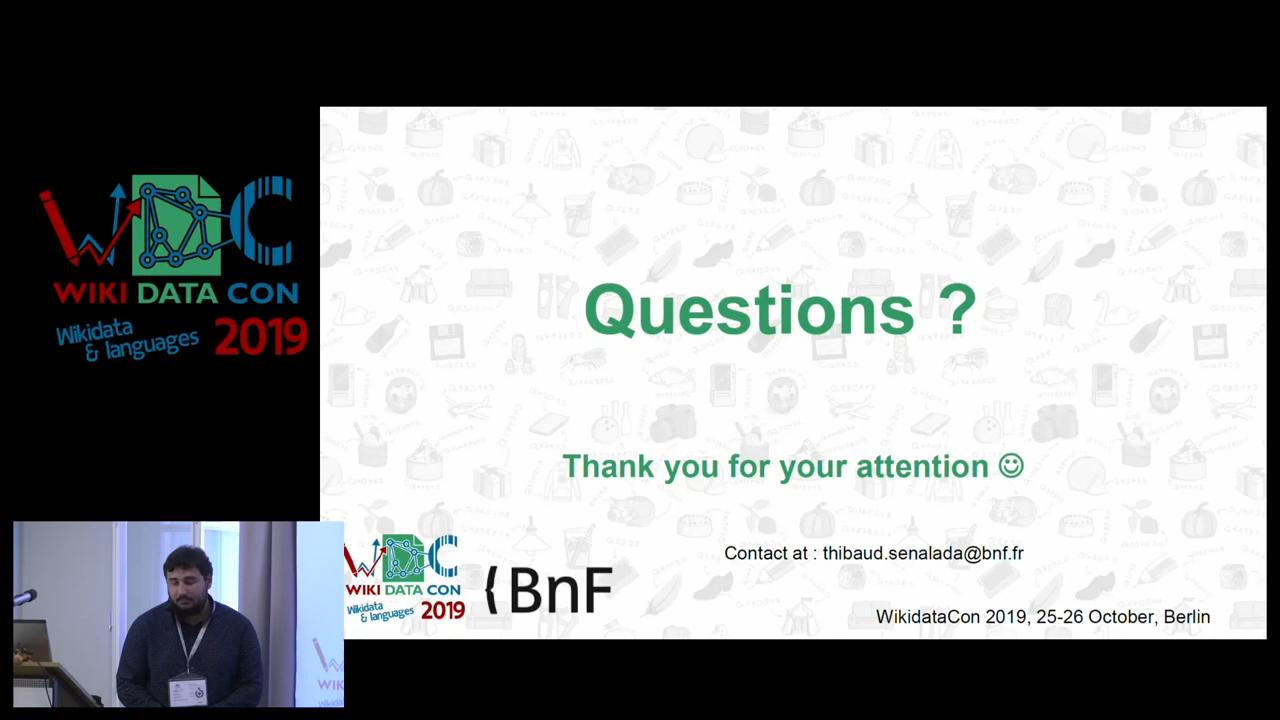 WIKI DATA CON
Wikidata
& languages 2019
Questions ?
Thank you for your attention ☺
Contact at : thibaud.senalada@bnf.fr
WIKI DATA CON
Wikidata
& languages 2019
BnF
WikidataCon 2019, 25-26 October, Berlin